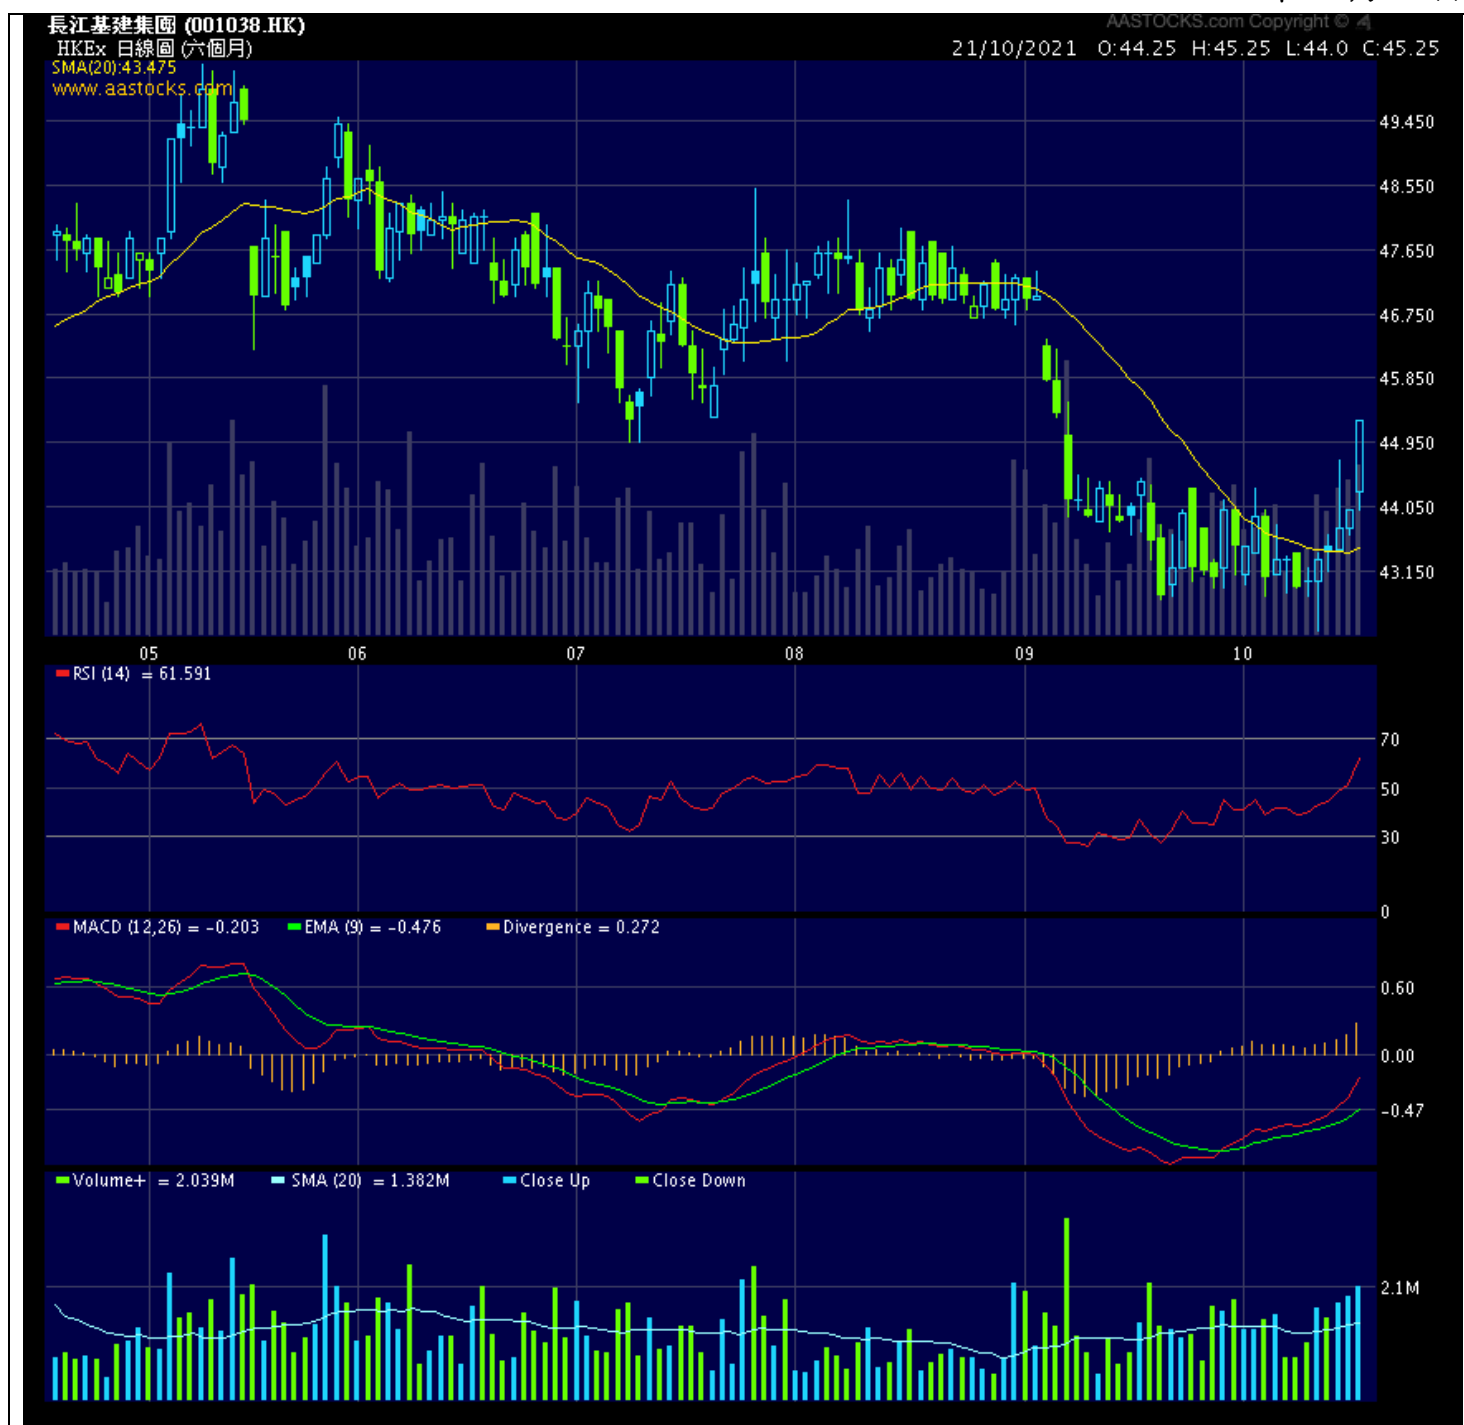 長江基建集團 (001038.HK)
AASTOCKS.com Copyright ©
HKEx 日線圖 (六個月)
21/10/2021 O:44.25 H:45.25 L:44.0 C:45.25
SMA(20):43.475
www.aastocks.com
49.450
48.550
47.650
46.750
45.850
44.950
44.050
43.150
05 06 07 08 09 10
RSI (14) = 61.591
70
50
30
0
MACD (12,26) = -0.203 EMA (9) = -0.476 Divergence = 0.272
0.60
0.00
-0.47
Volume+ = 2.039M SMA (20) = 1.382M Close Up Close Down
2.1M